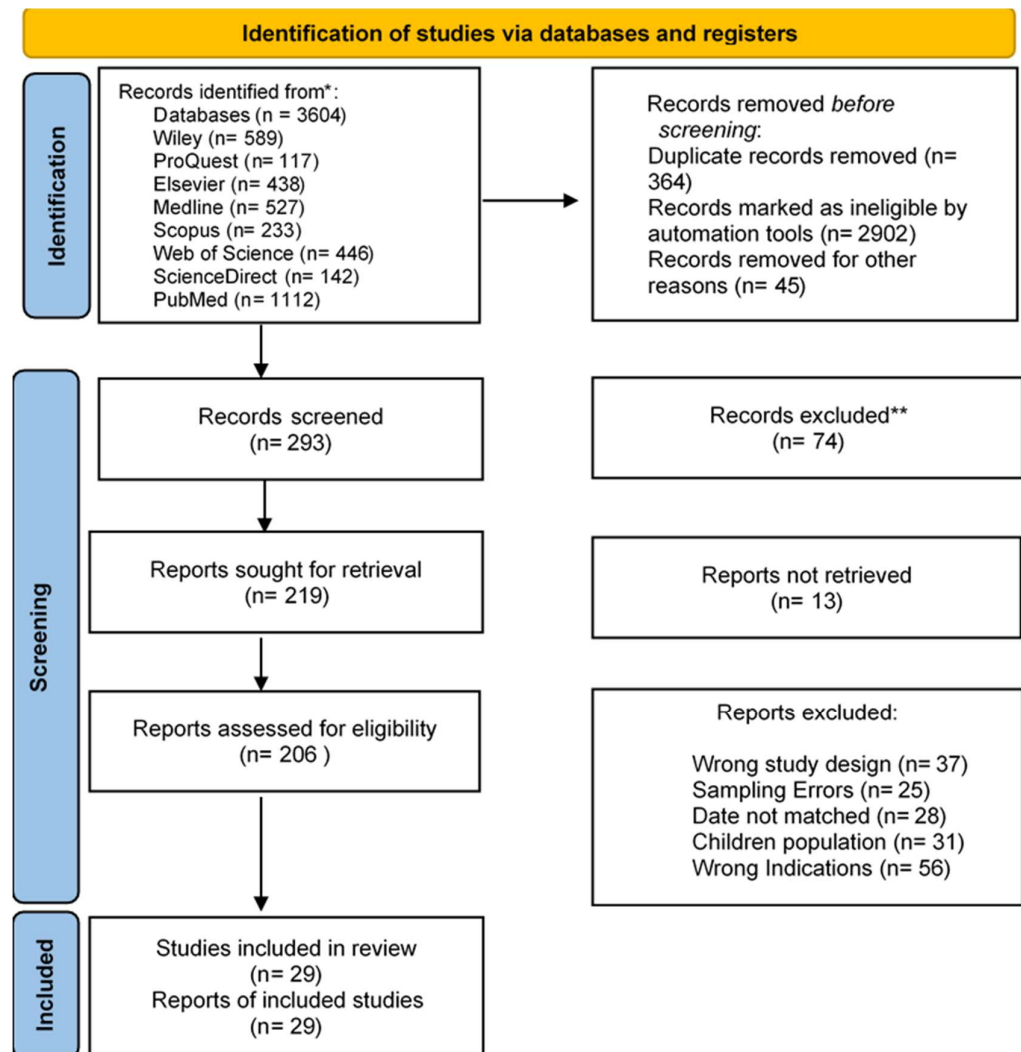 Identification of studies via databases and registers
Identification
Records identified from*:
Databases (n = 3604)
Wiley (n= 589)
ProQuest (n= 117)
Elsevier (n= 438)
Medline (n= 527)
Scopus (n= 233)
Web of Science (n= 446)
ScienceDirect (n= 142)
PubMed (n= 1112)
Records removed before
screening:
Duplicate records removed (n=
364)
Records marked as ineligible by
automation tools (n= 2902)
Records removed for other
reasons (n= 45)
Screening
Records screened
(n= 293)
Records excluded**
(n= 74)
Reports sought for retrieval
(n= 219)
Reports not retrieved
(n= 13)
Reports assessed for eligibility
(n= 206 )
Reports excluded:
Wrong study design (n= 37)
Sampling Errors (n= 25)
Date not matched (n= 28)
Children population (n= 31)
Wrong Indications (n= 56)
Included
Studies included in review
(n= 29)
Reports of included studies
(n= 29)